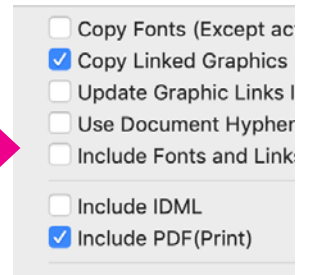 Copy Fonts (Except
Copy Linked Graphics
Update Graphic Links
Use Document
Include Fonts and
Include IDML
Include PDF(Print)